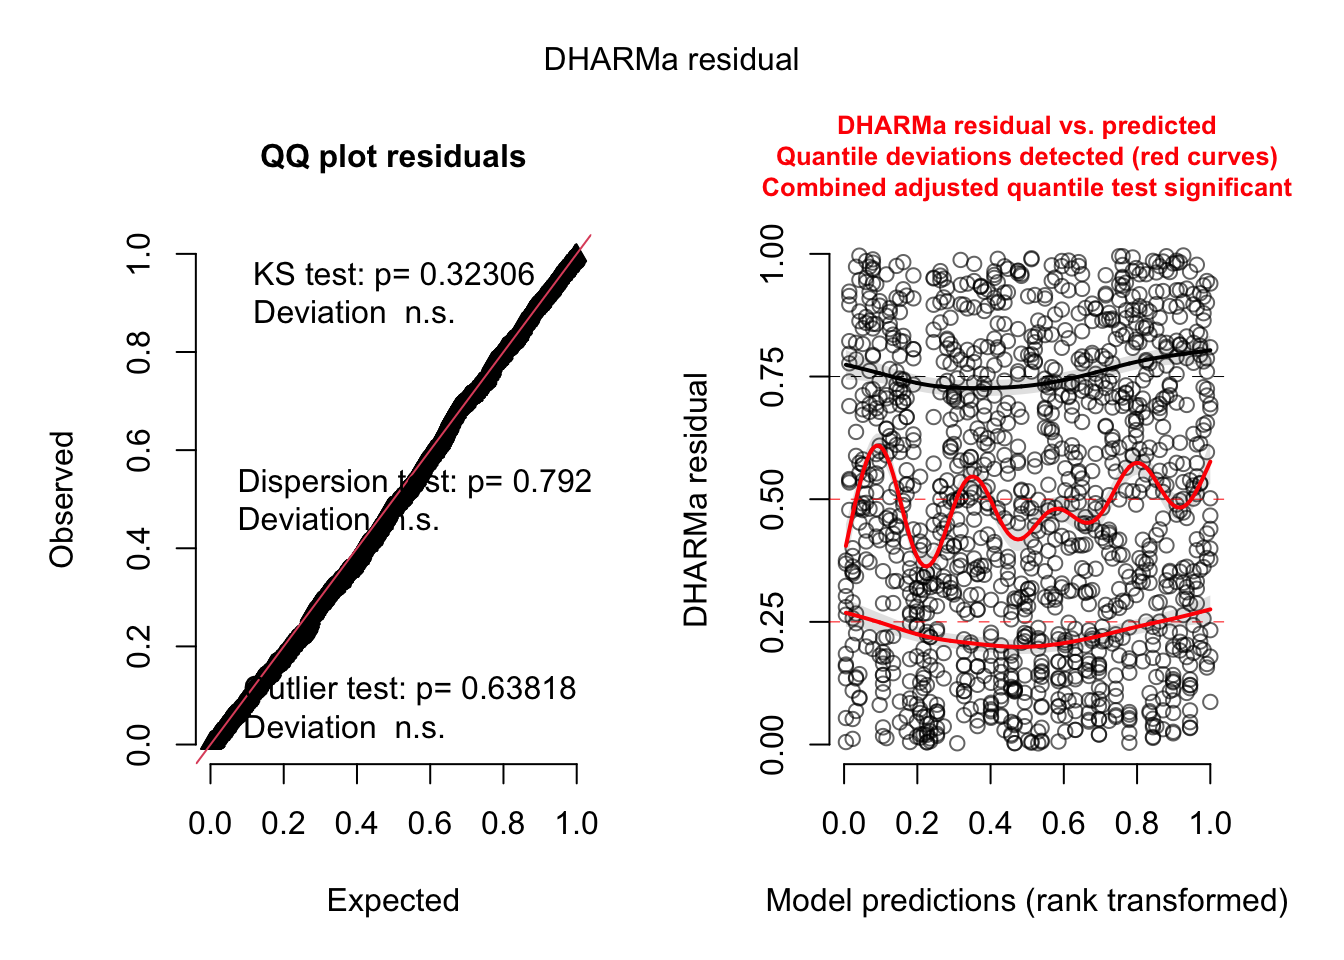 DHARMa residual
QQ plot residuals
KS test: p= 0.32306
Deviation  n.s.
Dispersion test: p= 0.792
Deviation  n.s.
Outlier test: p= 0.63818
Deviation  n.s.
Observed
0.0
0.2
0.4
0.6
0.8
1.0
0.0 0.2 0.4 0.6 0.8 1.0
Expected
DHARMa residual vs. predicted
Quantile deviations detected (red curves)
Combined adjusted quantile test significant
DHARMa residual
0.00
0.25
0.50
0.75
1.00
0.0 0.2 0.4 0.6 0.8 1.0
Model predictions (rank transformed)